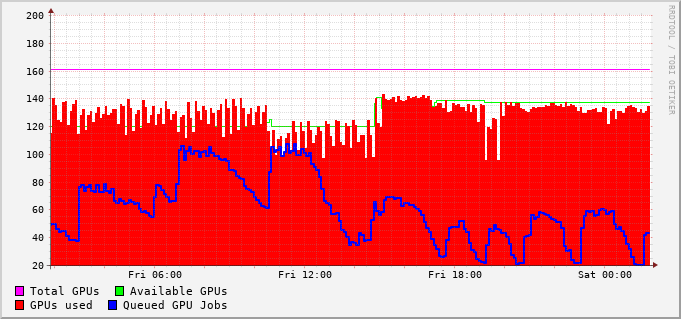 RRDTOOL / TOBI OETIKER
200
180
160
140
120
100
80
60
40
20
Fri 06:00 Fri 12:00 Fri 18:00 Sat 00:00
Total GPUs Available GPUs
GPUs used Queued GPU Jobs